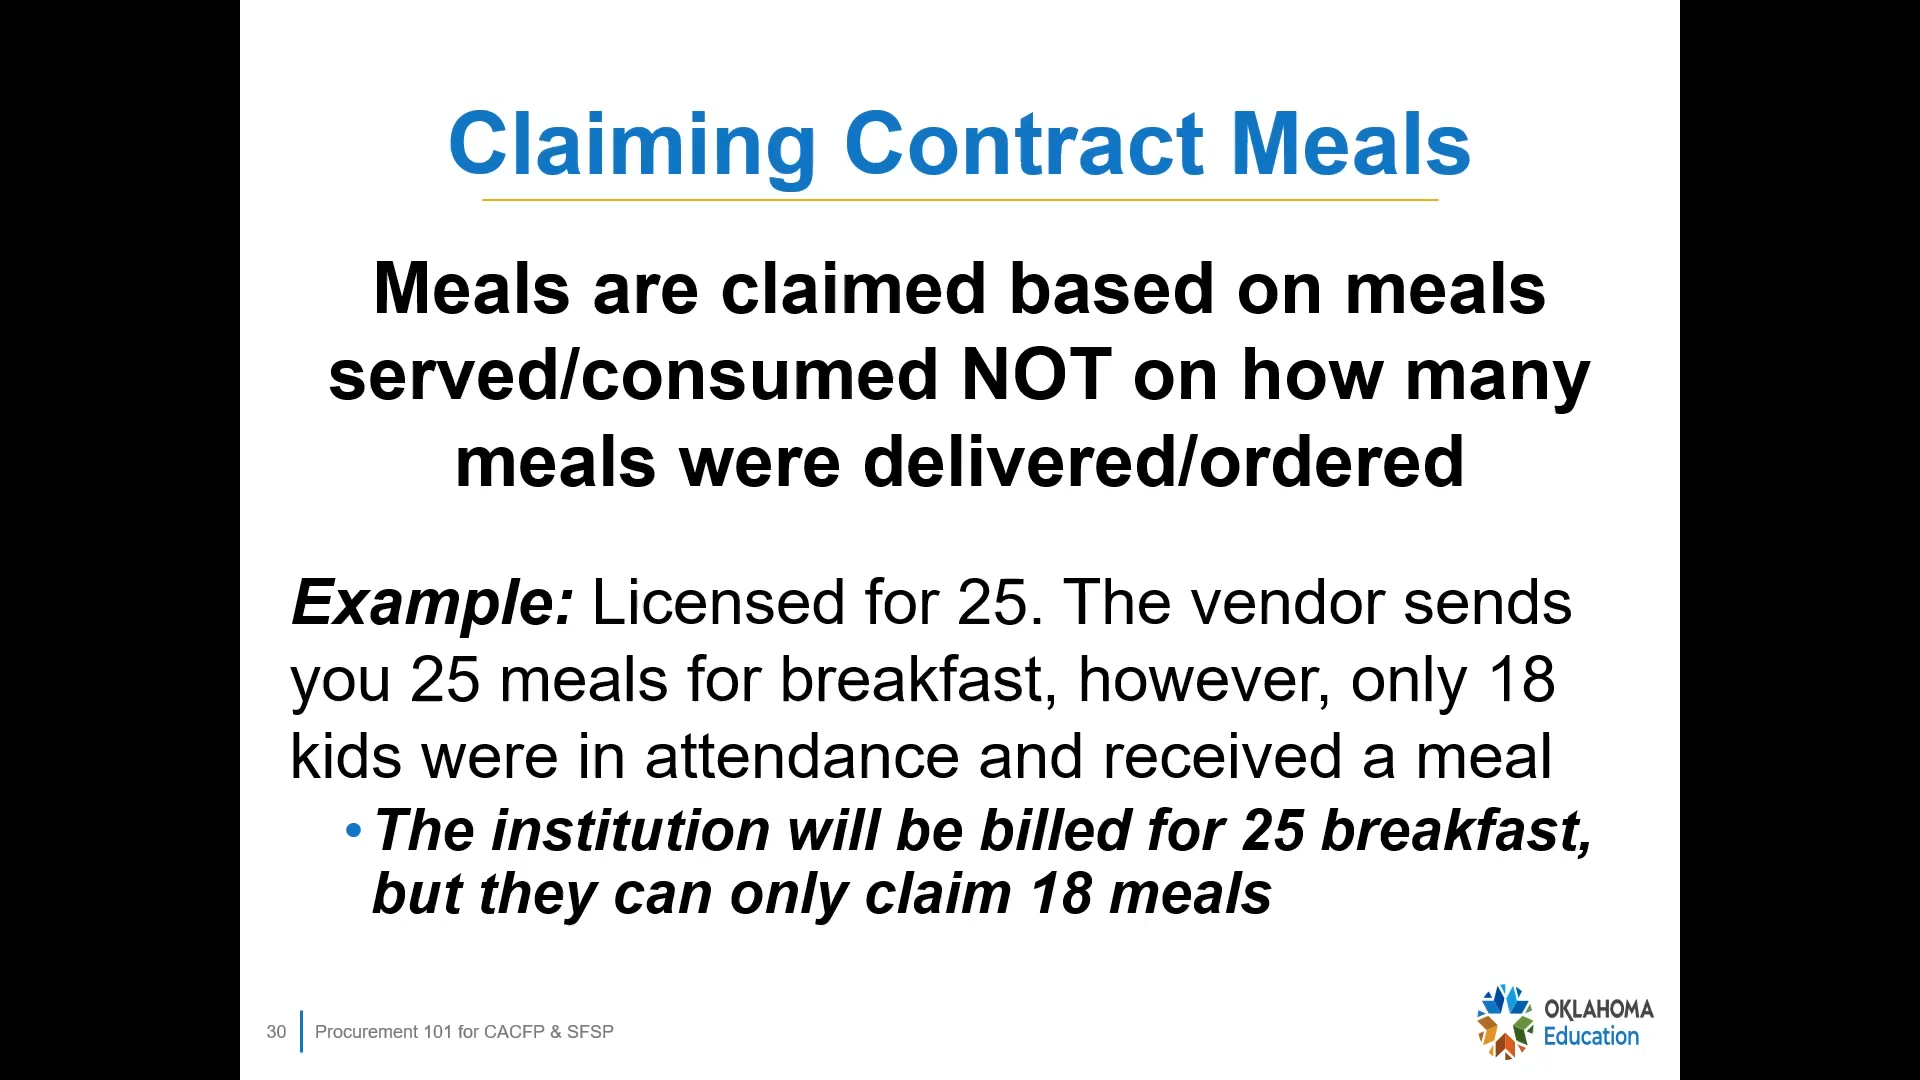 Claiming Contract Meals
Meals are claimed based on meals
served/consumed NOT on how many
meals were delivered/ordered
Example: Licensed for 25. The vendor sends
you 25 meals for breakfast, however, only 18
kids were in attendance and received a meal
• The institution will be billed for 25 breakfast,
but they can only claim 18 meals
30 Procurement 101 for CACFP & SFSP
OKLAHOMA
Education